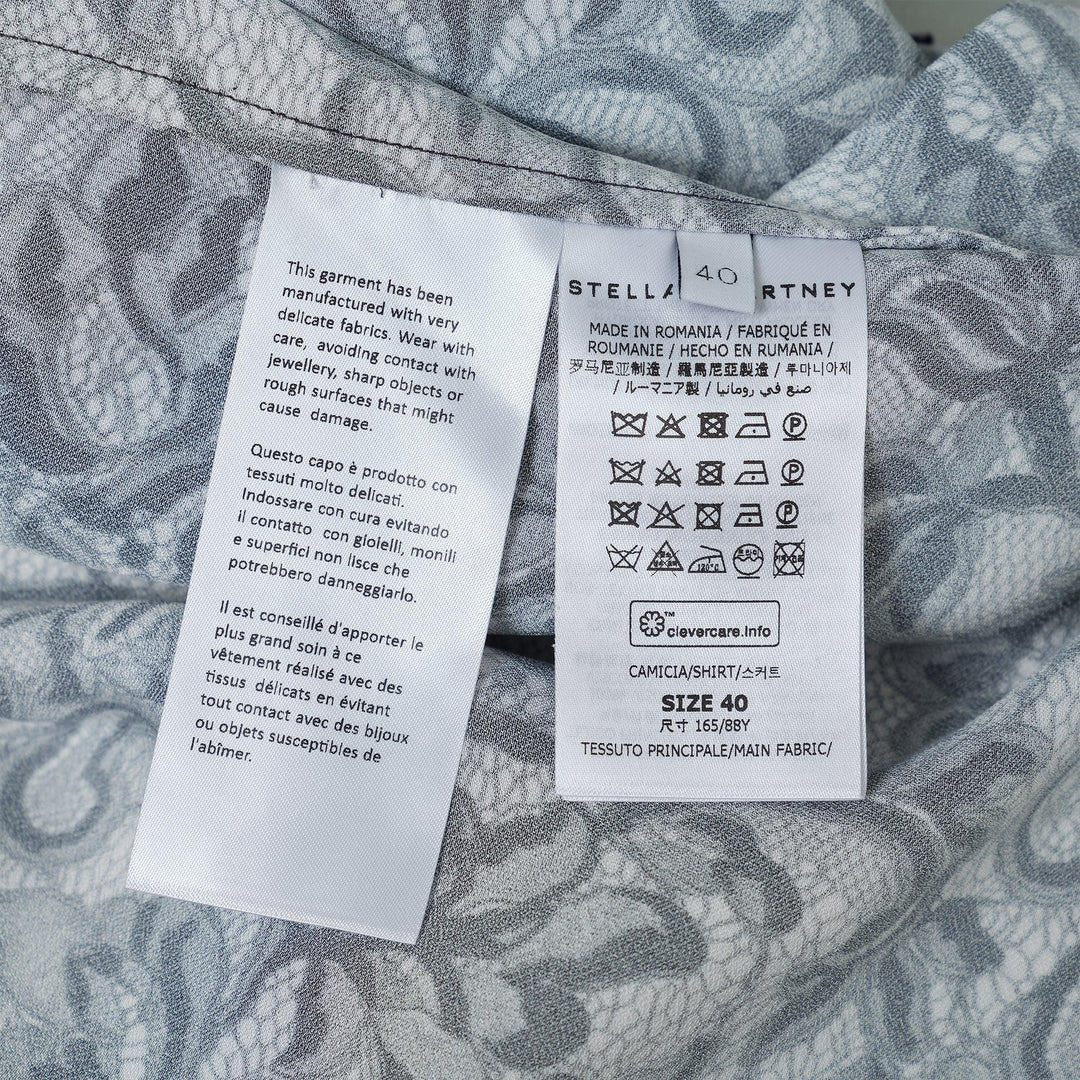 This garment has been
manufactured with very
delicate fabrics. Wear with
care, avoiding contact with
jewellery, sharp objects or
rough surfaces that might
cause damage.
Questo capo è prodotto con
tessuti molto delicati.
Indossare con cura evitando
il contatto con gioielli, monili
e superfici non lisce che
potrebbero danneggiarlo.
Il est conseillé d'apporter le
plus grand soin à ce
vêtement réalisé avec des
tissus délicats en évitant
tout contact avec des bijoux
ou objets susceptibles de
l'abîmer.
40
STELLA RTNEY
MADE IN ROMANIA / FABRIQUÉ EN
ROUMANIE / HECHO EN RUMANIA /
罗马尼亚制造 / 羅馬尼亞製造 / 루마니아제
/ ルーマニア製 / صنع في رومانيا
P
P
P
120°C
clevercare.info
CAMICIA/SHIRT/스커트
SIZE 40
尺寸 165/88Y
TESSUTO PRINCIPALE/MAIN FABRIC/